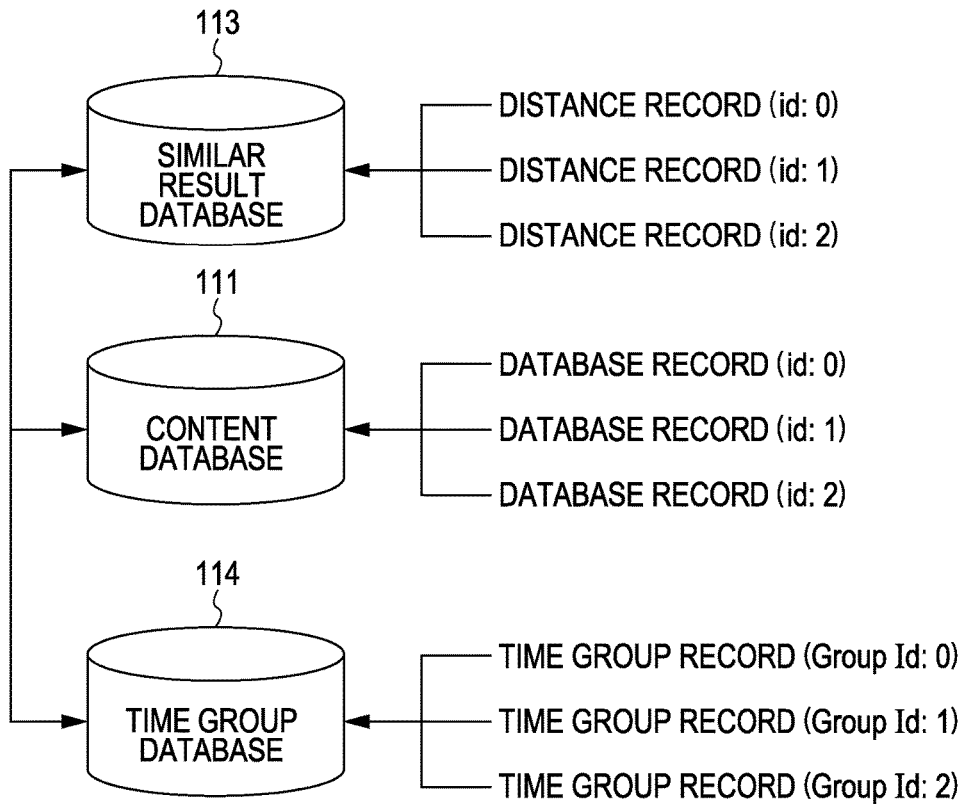 113
SIMILAR
RESULT
DATABASE
DISTANCE RECORD (id: 0)
DISTANCE RECORD (id: 1)
DISTANCE RECORD (id: 2)
111
CONTENT
DATABASE
DATABASE RECORD (id: 0)
DATABASE RECORD (id: 1)
DATABASE RECORD (id: 2)
114
TIME GROUP
DATABASE
TIME GROUP RECORD (Group Id: 0)
TIME GROUP RECORD (Group Id: 1)
TIME GROUP RECORD (Group Id: 2)